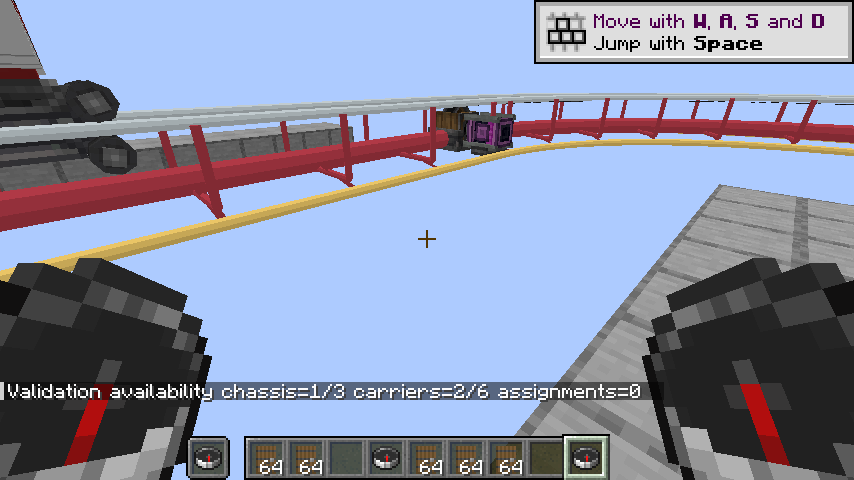 Move with W, A, S and D
Jump with Space
Validation availability chassis=1/3 carriers=2/6 assignments=0
64 64 64 64 64